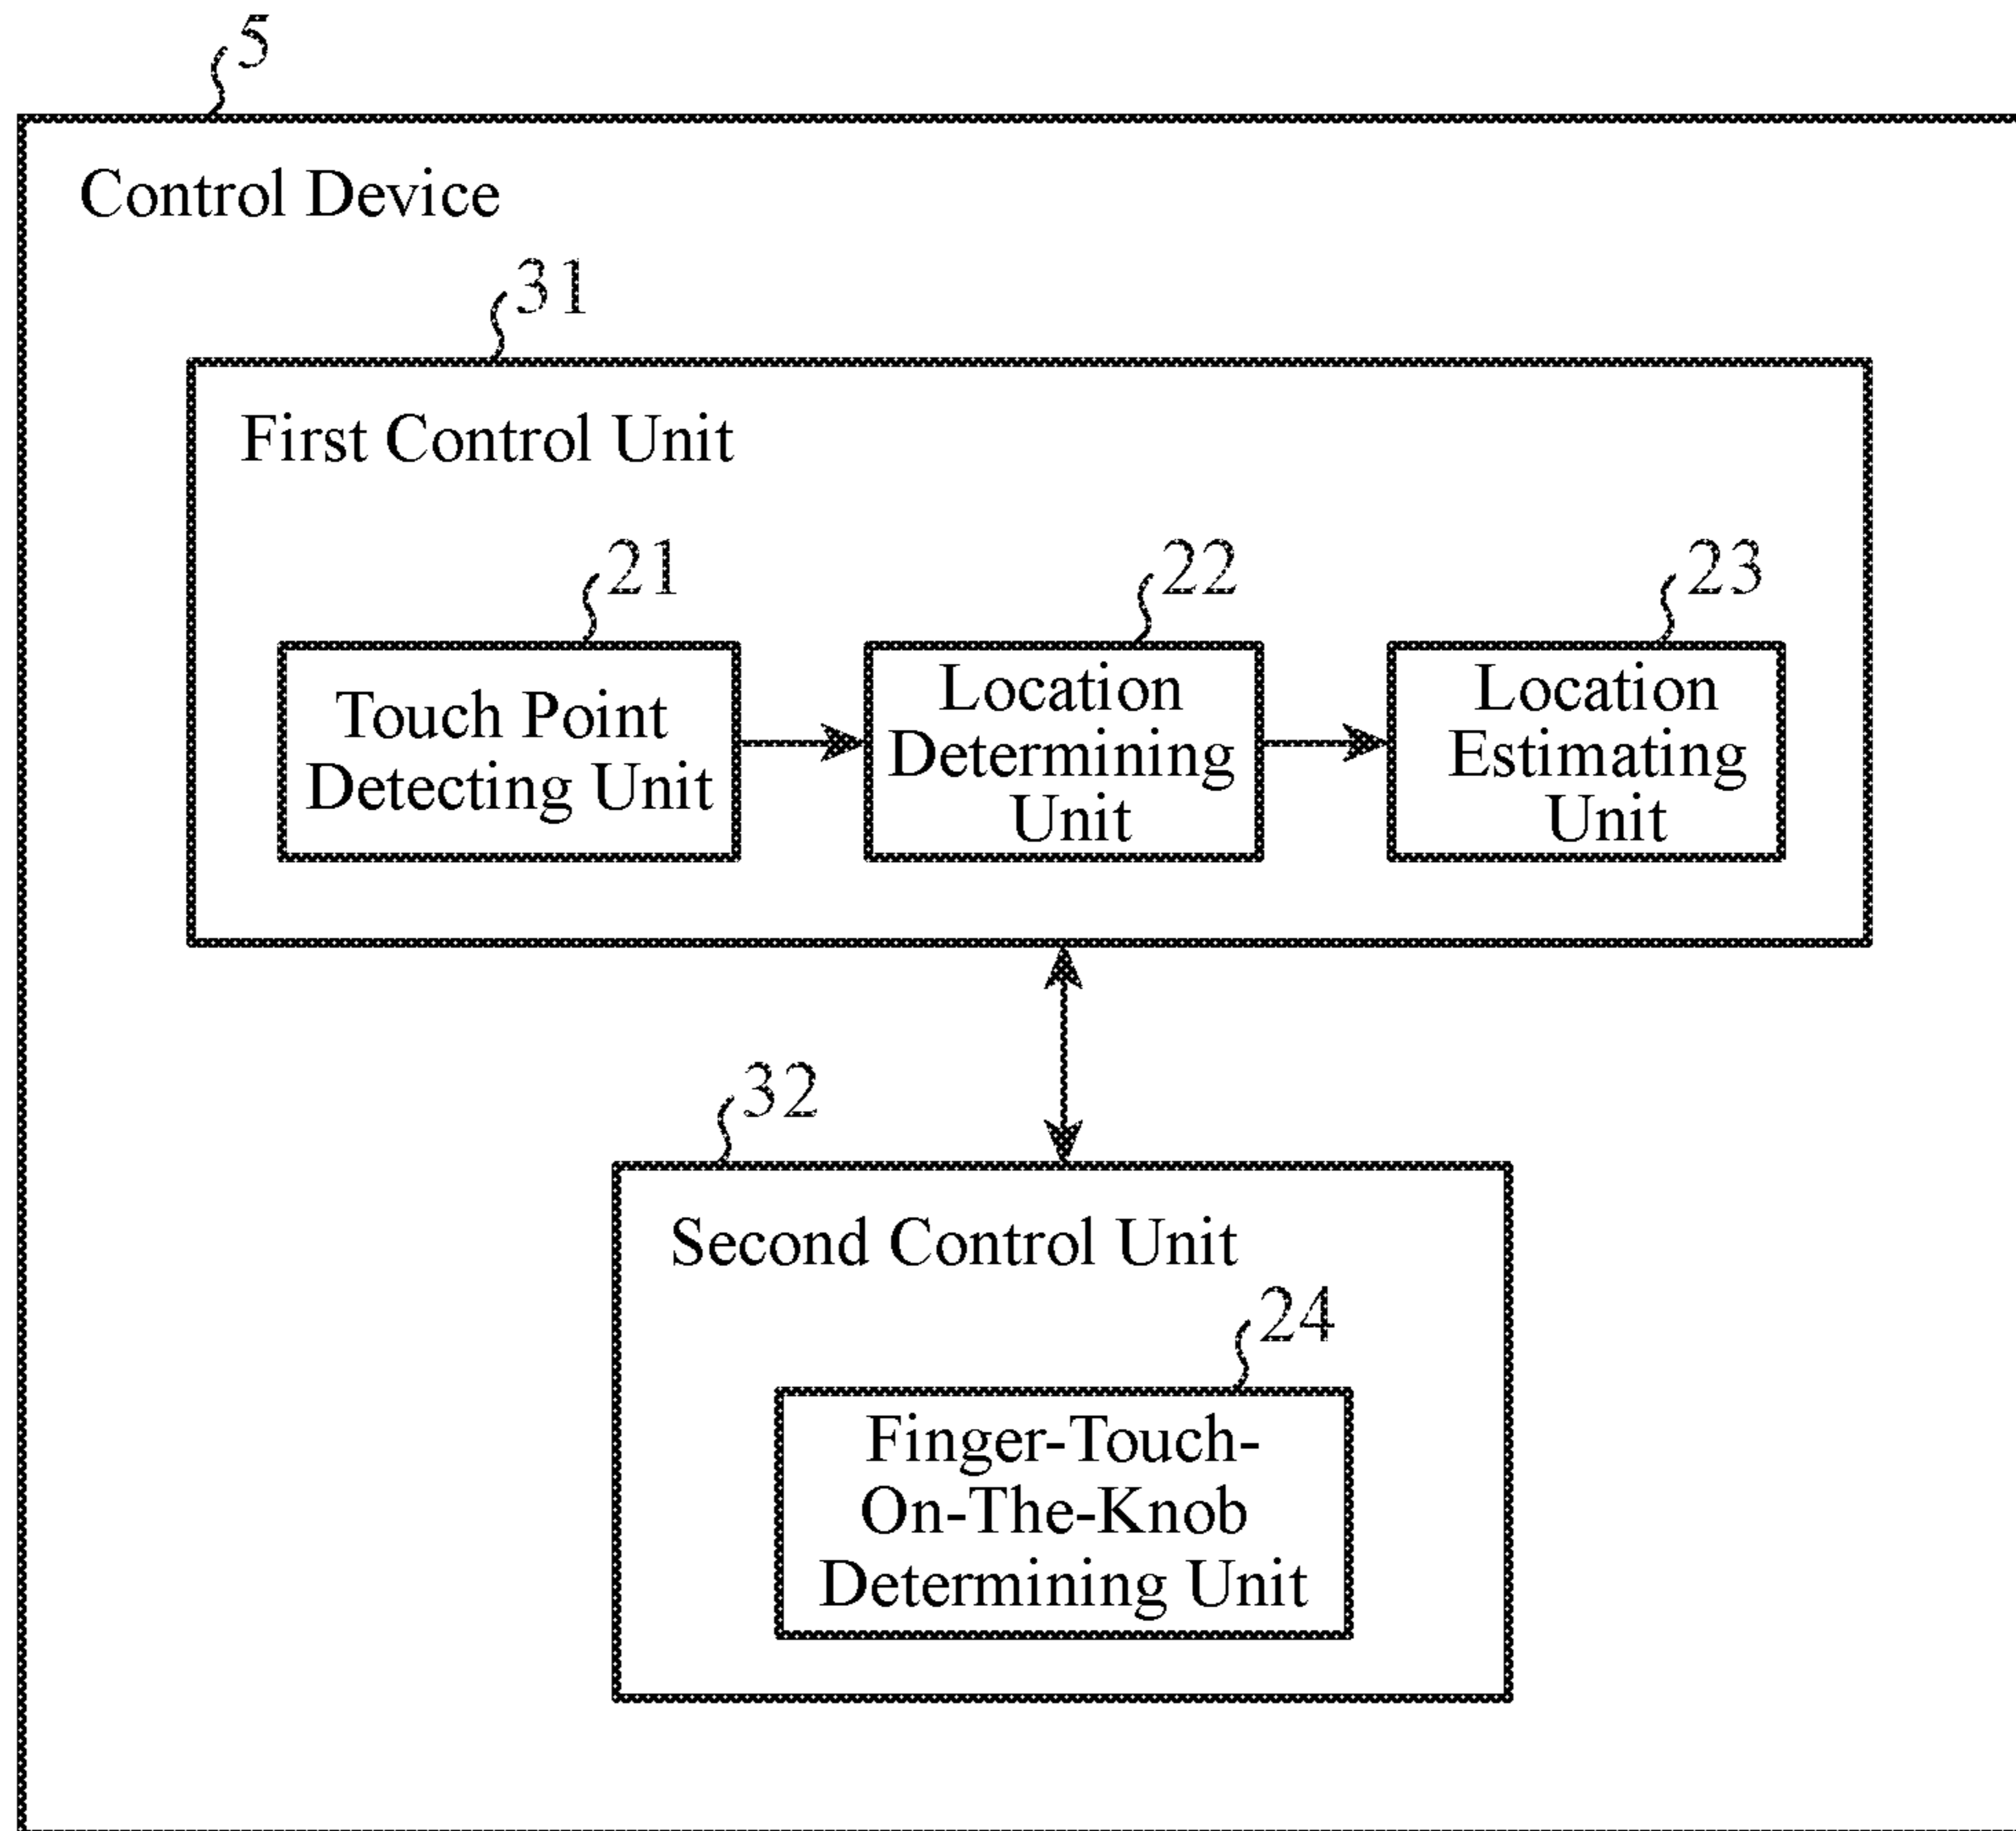 5
Control Device
31
First Control Unit
21
22
23
Touch Point
Detecting Unit
Location
Determining
Unit
Location
Estimating
Unit
32
Second Control Unit
24
Finger-Touch-
On-The-Knob
Determining Unit